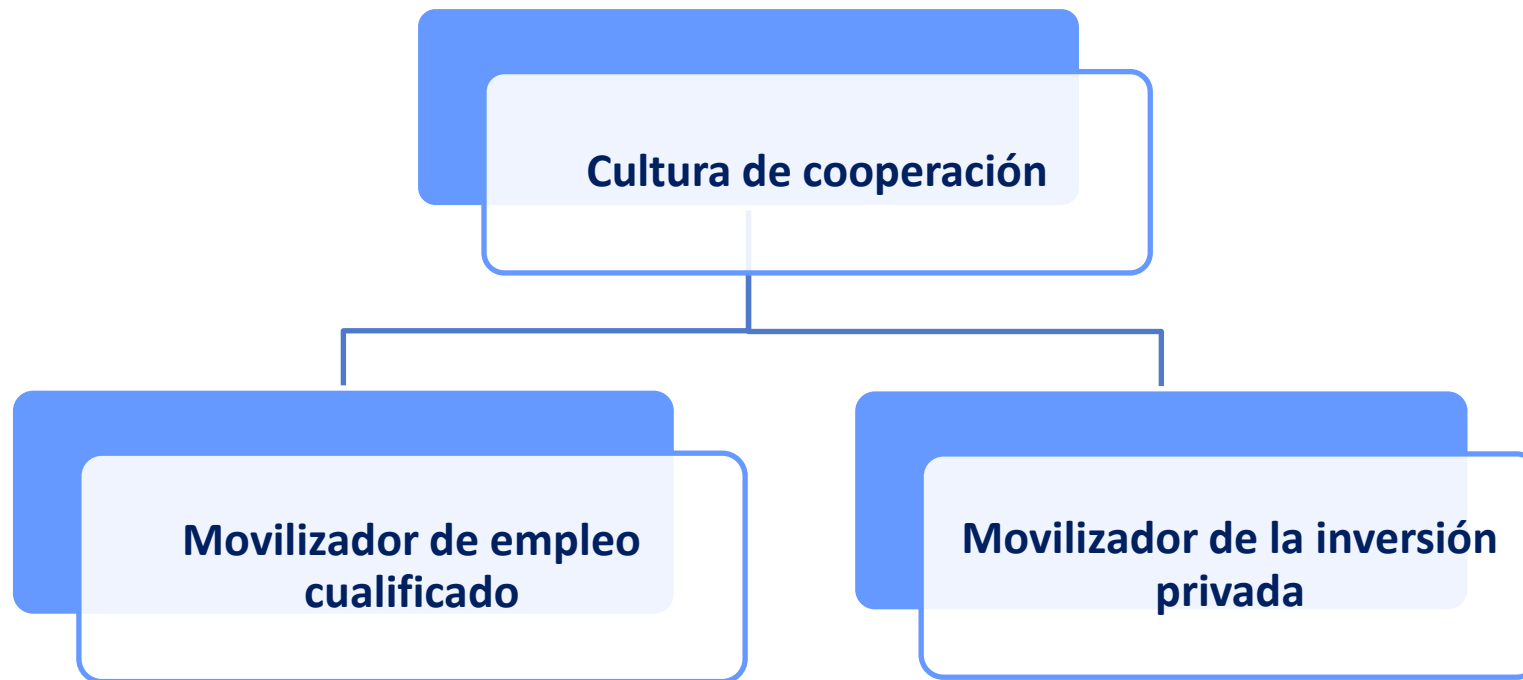 Cultura de cooperación
Movilizador de empleo
cualificado
Movilizador de la inversión
privada